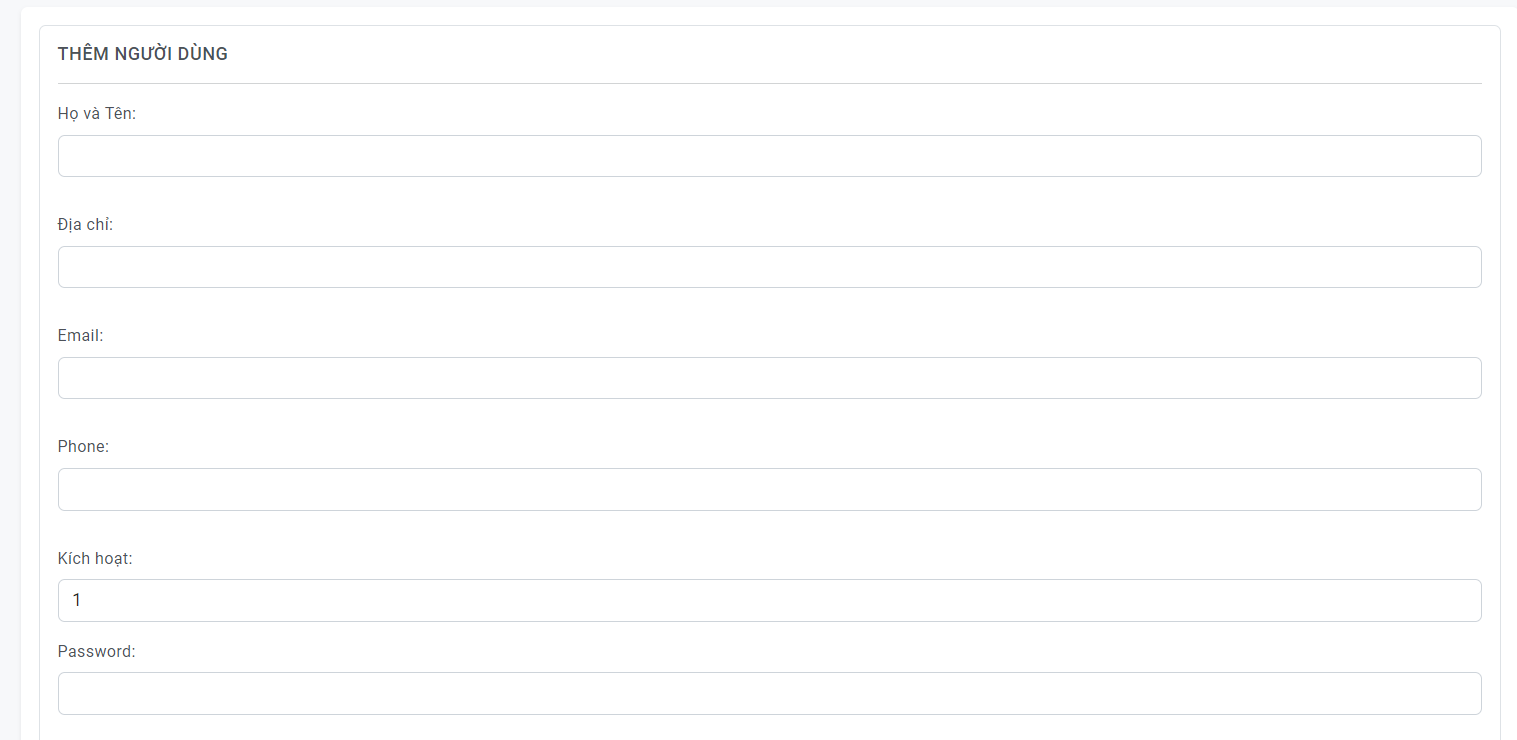 THÊM NGƯỜI DÙNG
Họ và Tên:
Địa chỉ:
Email:
Phone:
Kích hoạt:
1
Password: